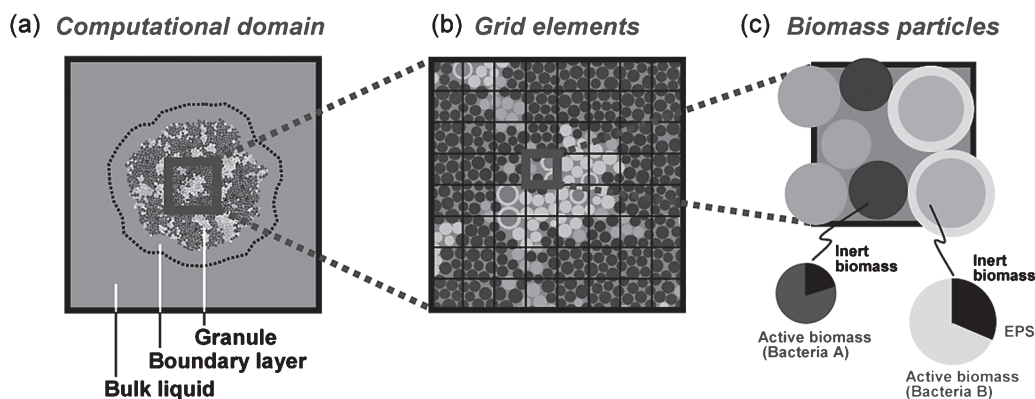 (a) Computational domain
(b) Grid elements
(c) Biomass particles
Granule
Boundary layer
Bulk liquid
Inert
biomass
Active biomass
(Bacteria A)
Inert
biomass
EPS
Active biomass
(Bacteria B)